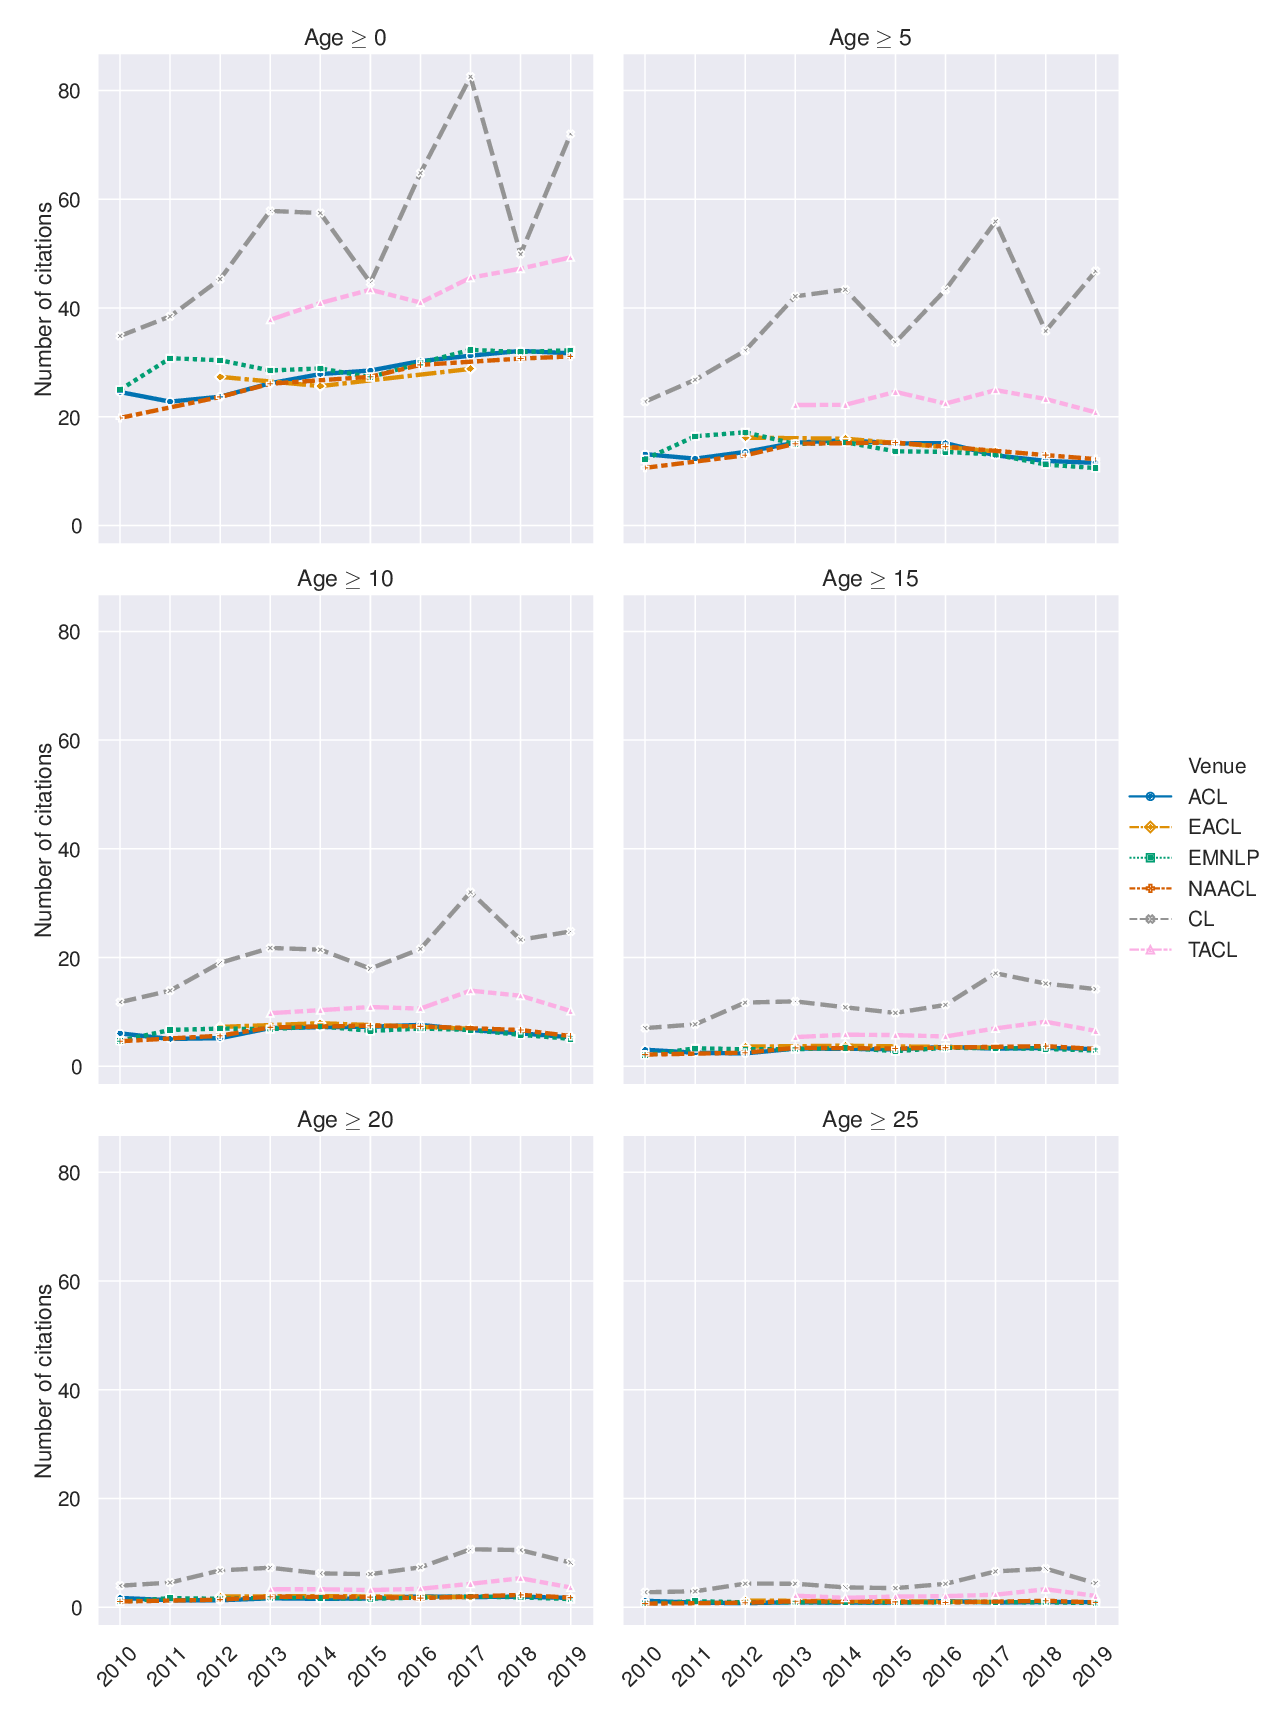 Age ≥ 0
Age ≥ 5
80
60
40
20
0
Number of citations
Age ≥ 10
Age ≥ 15
80
60
40
20
0
Number of citations
Venue
ACL
EACL
EMNLP
NAACL
CL
TACL
Age ≥ 20
Age ≥ 25
80
60
40
20
0
Number of citations
2010 2011 2012 2013 2014 2015 2016 2017 2018 2019
2010 2011 2012 2013 2014 2015 2016 2017 2018 2019